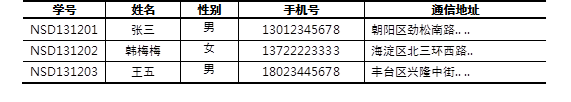 学号 姓名 性别 手机号 通信地址
NSD131201 张三 男 13012345678 朝阳区劲松南路.. ..
NSD131202 韩梅梅 女 13722223333 海淀区北三环西路..
NSD131203 王五 男 18023445678 丰台区兴隆中街.. ..